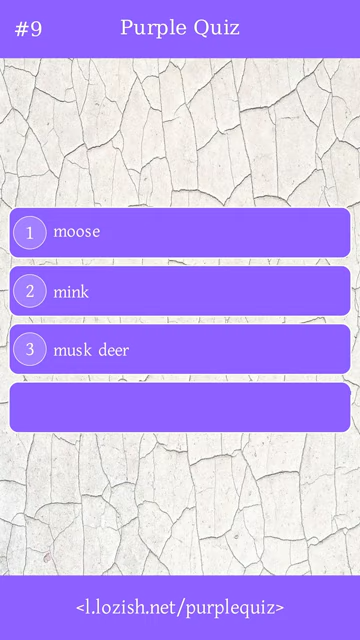 #9
Purple Quiz
1 moose
2 mink
3 musk deer
<l.lozish.net/purplequiz>